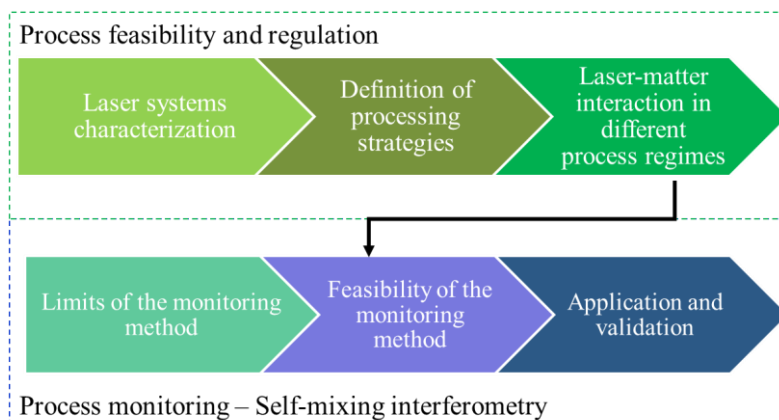 Process feasibility and regulation
Laser systems
characterization
Definition of
processing
strategies
Laser-matter
interaction in
different
process regimes
Limits of the monitoring
method
Feasibility of the
monitoring
method
Application and
validation
Process monitoring – Self-mixing interferometry